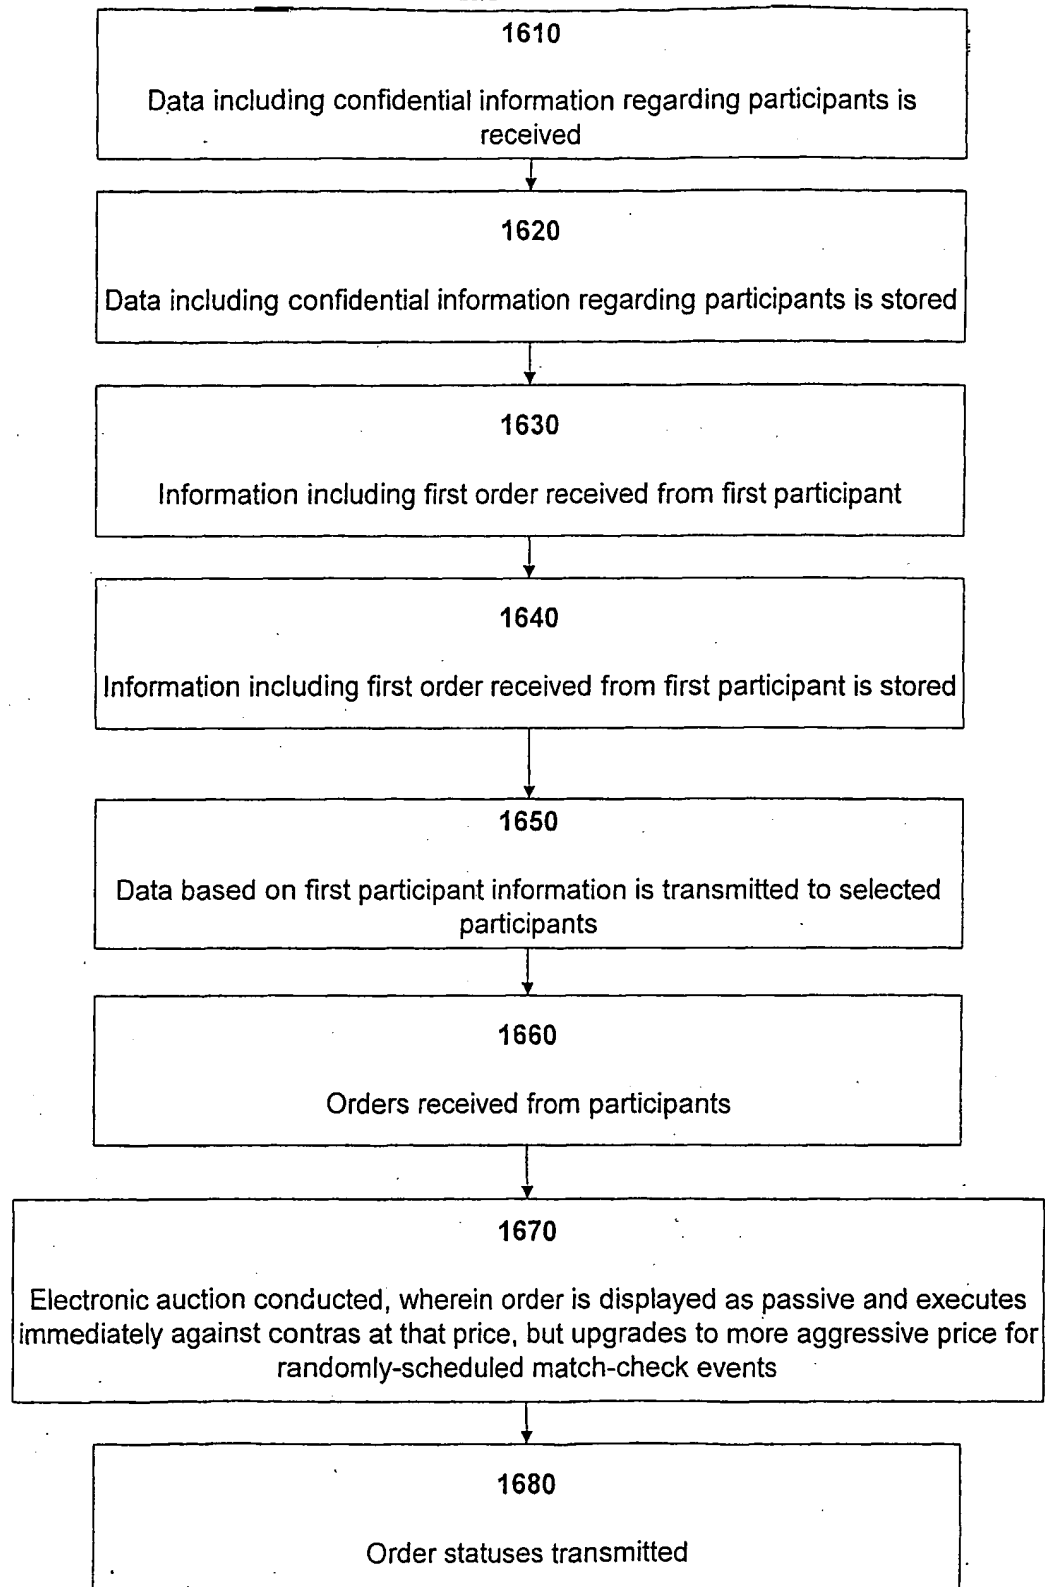 1610
Data including confidential information regarding participants is
received
1620
Data including confidential information regarding participants is stored
1630
Information including first order received from first participant
1640
Information including first order received from first participant is stored
1650
Data based on first participant information is transmitted to selected
participants
1660
Orders received from participants
1670
Electronic auction conducted, wherein order is displayed as passive and executes
immediately against contras at that price, but upgrades to more aggressive price for
randomly-scheduled match-check events
1680
Order statuses transmitted